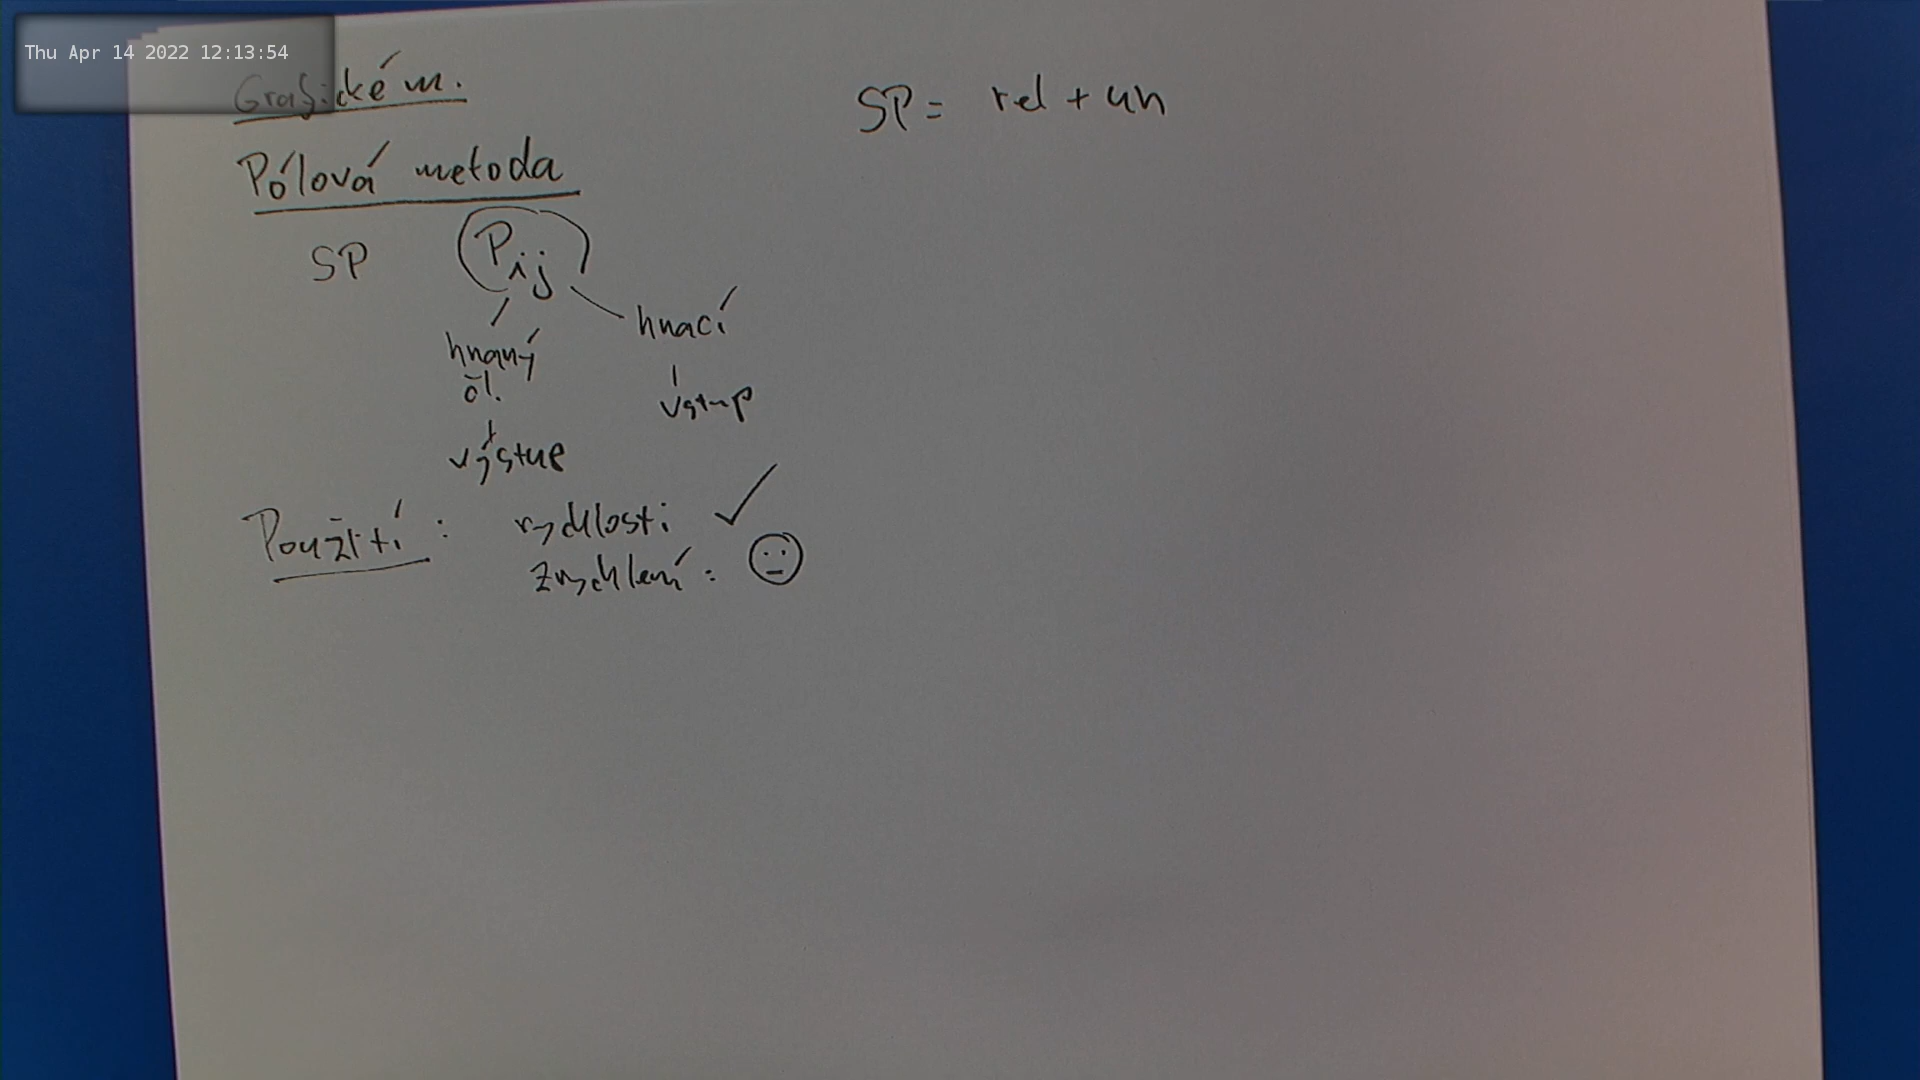 Thu Apr 14 2022 12:13:54
Grafické m.
Pólová metoda
SP Pij
hnaný
čl.
výstup
hnací
vstup
Použití: rychlosti ✓
zrychlení:
SP = rel + un